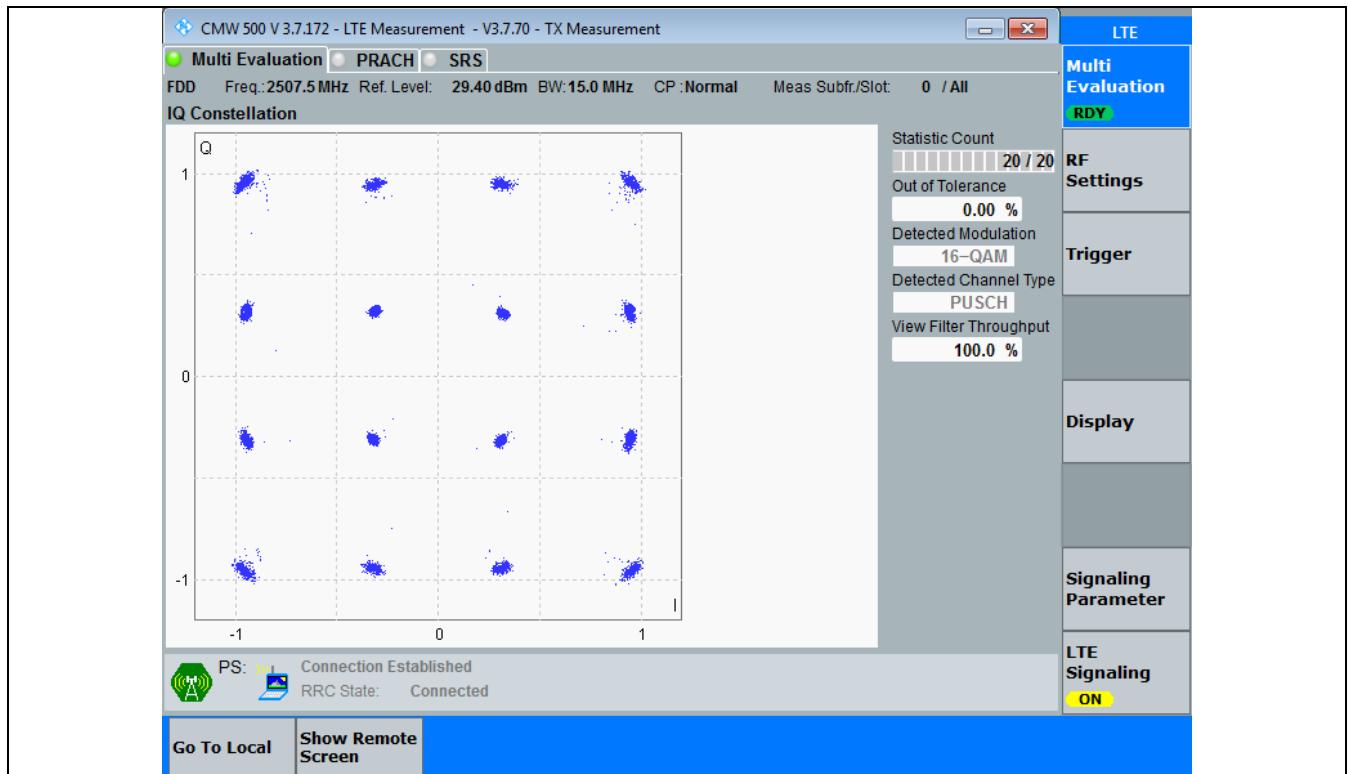 CMW 500 V 3.7.172 - LTE Measurement - V3.7.70 - TX Measurement
LTE
Multi Evaluation PRACH SRS
FDD Freq.:2507.5 MHz Ref. Level: 29.40 dBm BW:15.0 MHz CP :Normal Meas Subfr./Slot: 0 / All
IQ Constellation
Q
1
0
-1
-1 0 1
I
Statistic Count
20 / 20
Out of Tolerance
0.00 %
Detected Modulation
16-QAM
Detected Channel Type
PUSCH
View Filter Throughput
100.0 %
Multi
Evaluation
RDY
RF
Settings
Trigger
Display
Signaling
Parameter
LTE
Signaling
ON
PS: Connection Established
RRC State: Connected
Go To Local
Show Remote
Screen